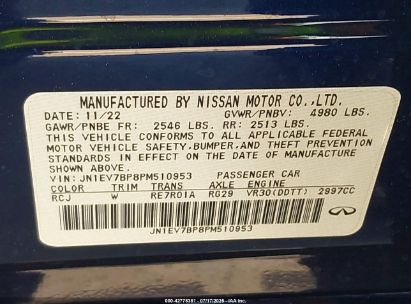 MANUFACTURED BY NISSAN MOTOR CO.,LTD.
DATE: 11/22 GVWR/PNBV: 4980 LBS.
GAWR/PNBE FR: 2546 LBS. RR: 2513 LBS.
THIS VEHICLE CONFORMS TO ALL APPLICABLE FEDERAL
MOTOR VEHICLE SAFETY,BUMPER,AND THEFT PREVENTION
STANDARDS IN EFFECT ON THE DATE OF MANUFACTURE
SHOWN ABOVE.
VIN: JN1EV7BP8PM510953 PASSENGER CAR
COLOR TRIM TRANS AXLE ENGINE
RCJ W RE7R01A RG29 VR30(DDTT) 2997CC
JN1EV7BP8PM510953
INFINITI